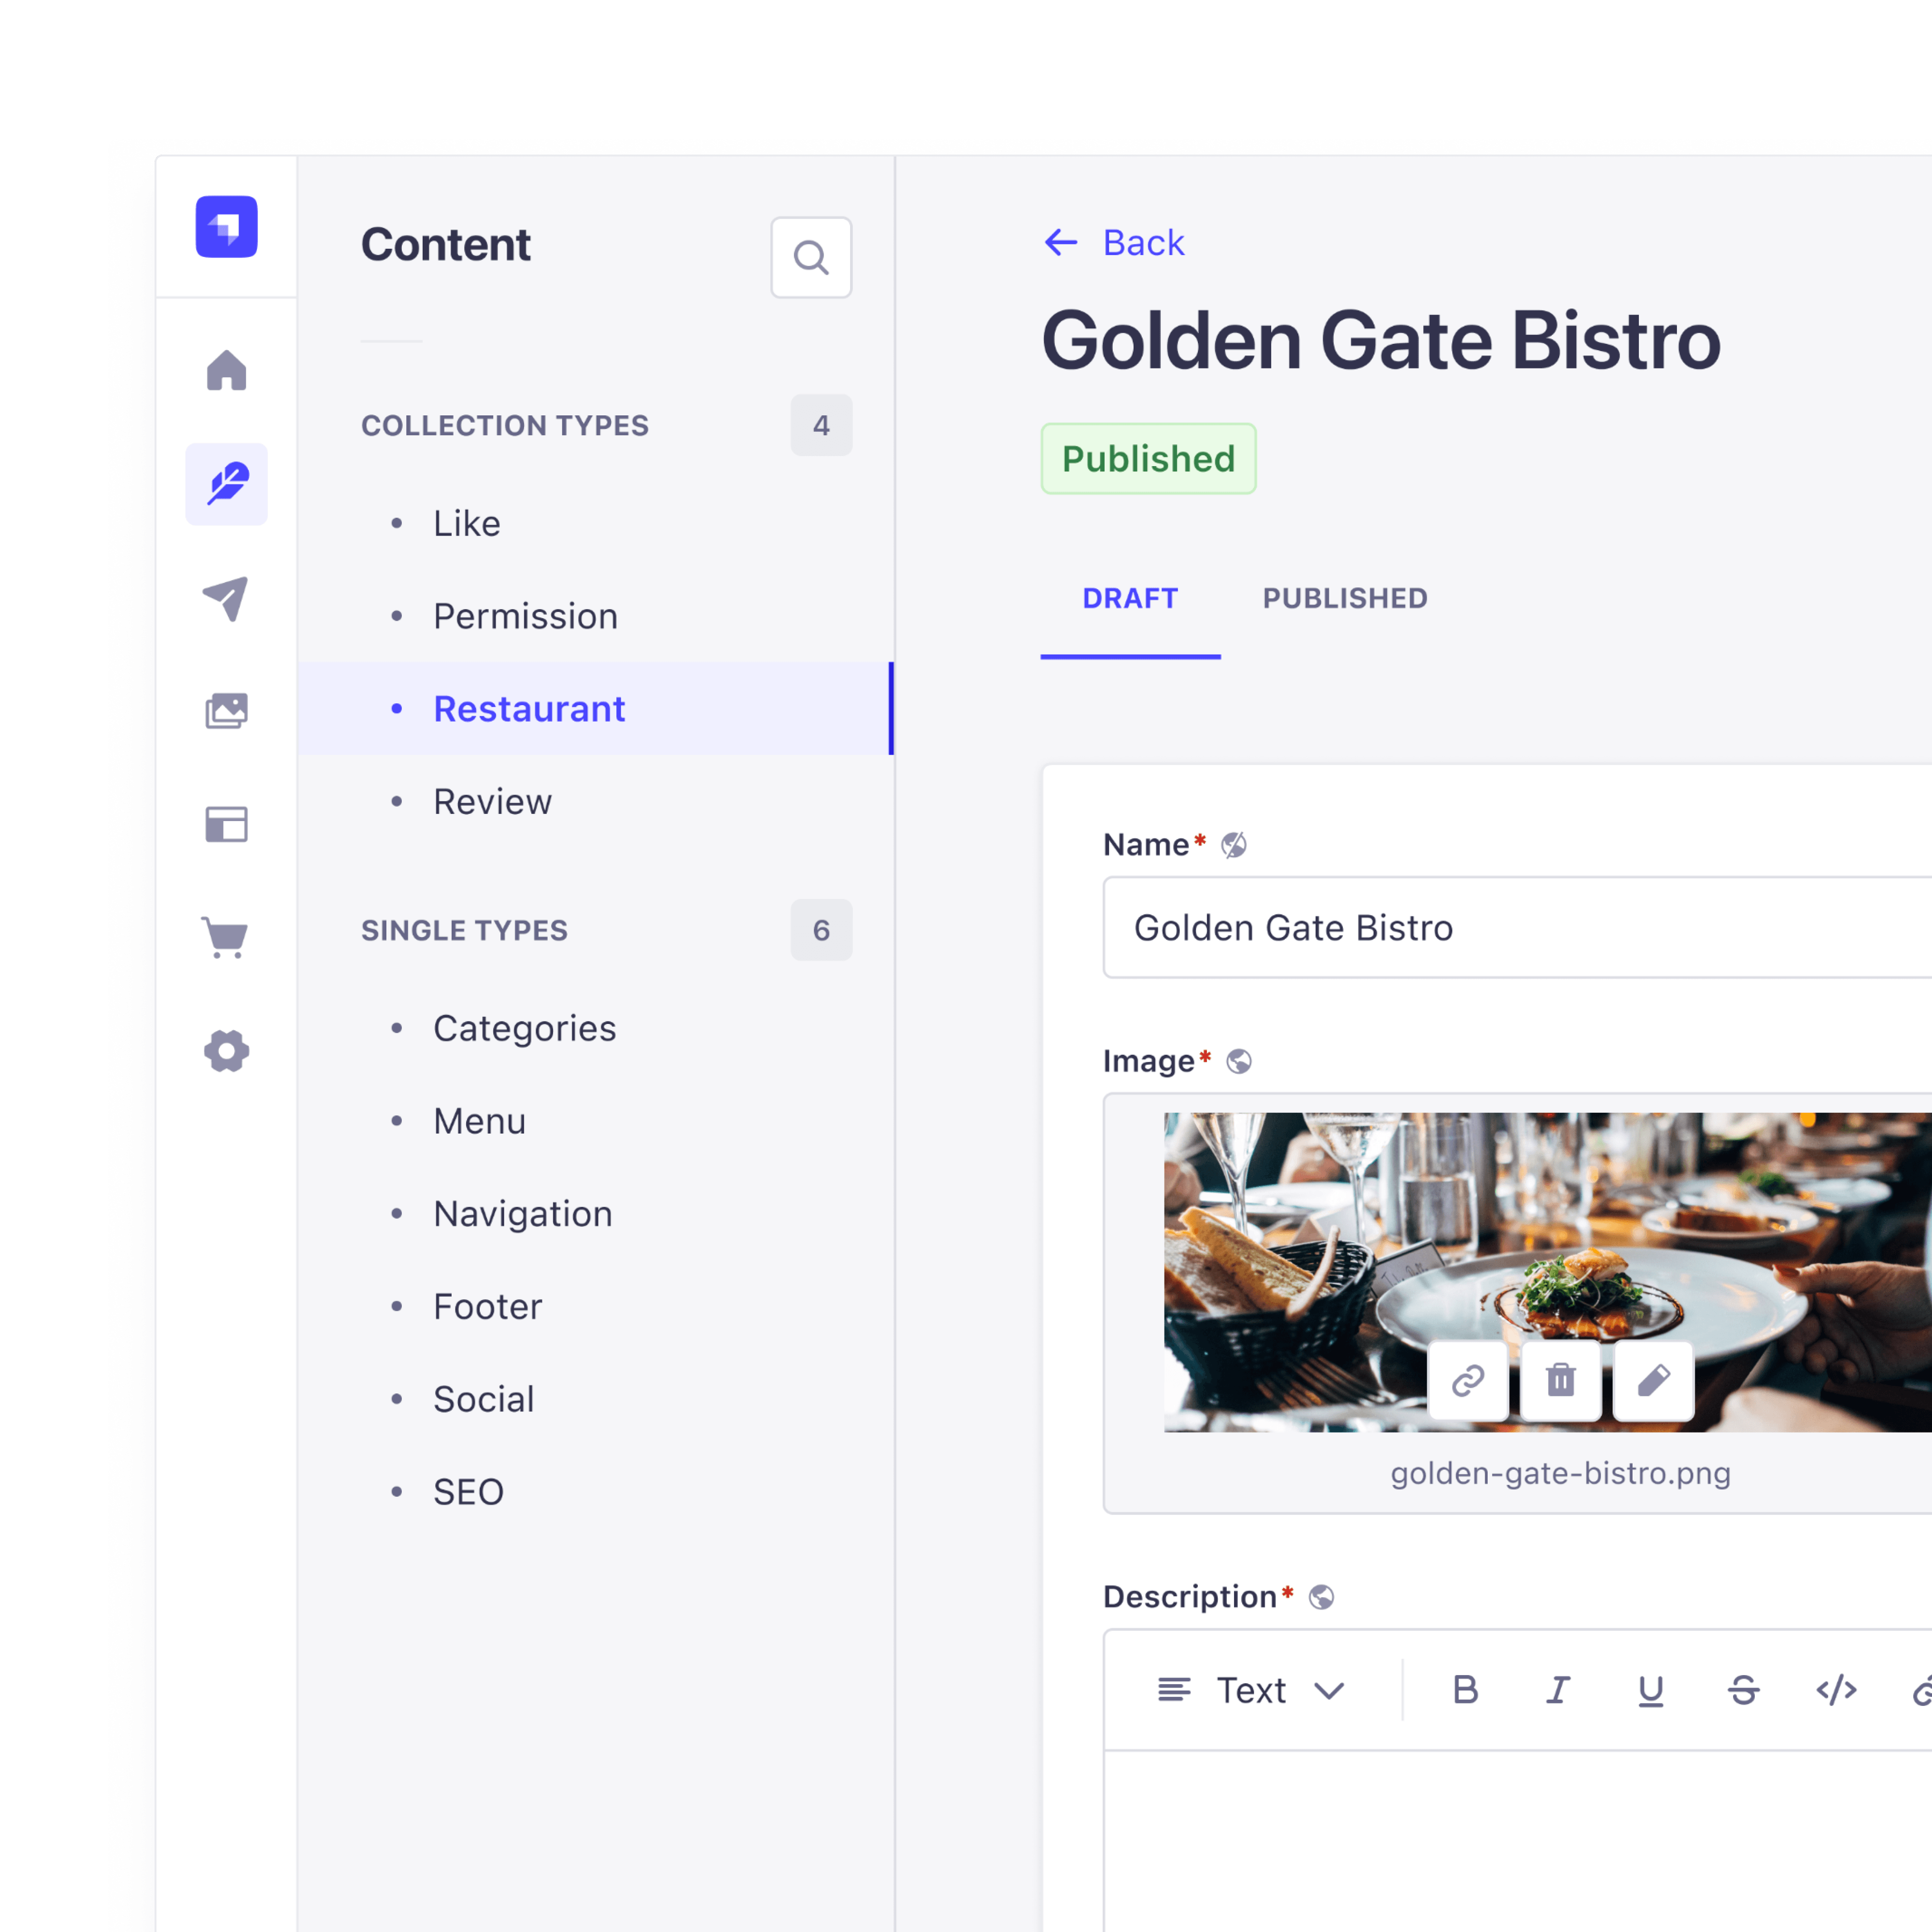 Content
COLLECTION TYPES 4
Like
Permission
Restaurant
Review
SINGLE TYPES 6
Categories
Menu
Navigation
Footer
Social
SEO
Back
Golden Gate Bistro
Published
DRAFT PUBLISHED
Name*
Golden Gate Bistro
Image*
golden-gate-bistro.png
Description*
Text B I U S </>